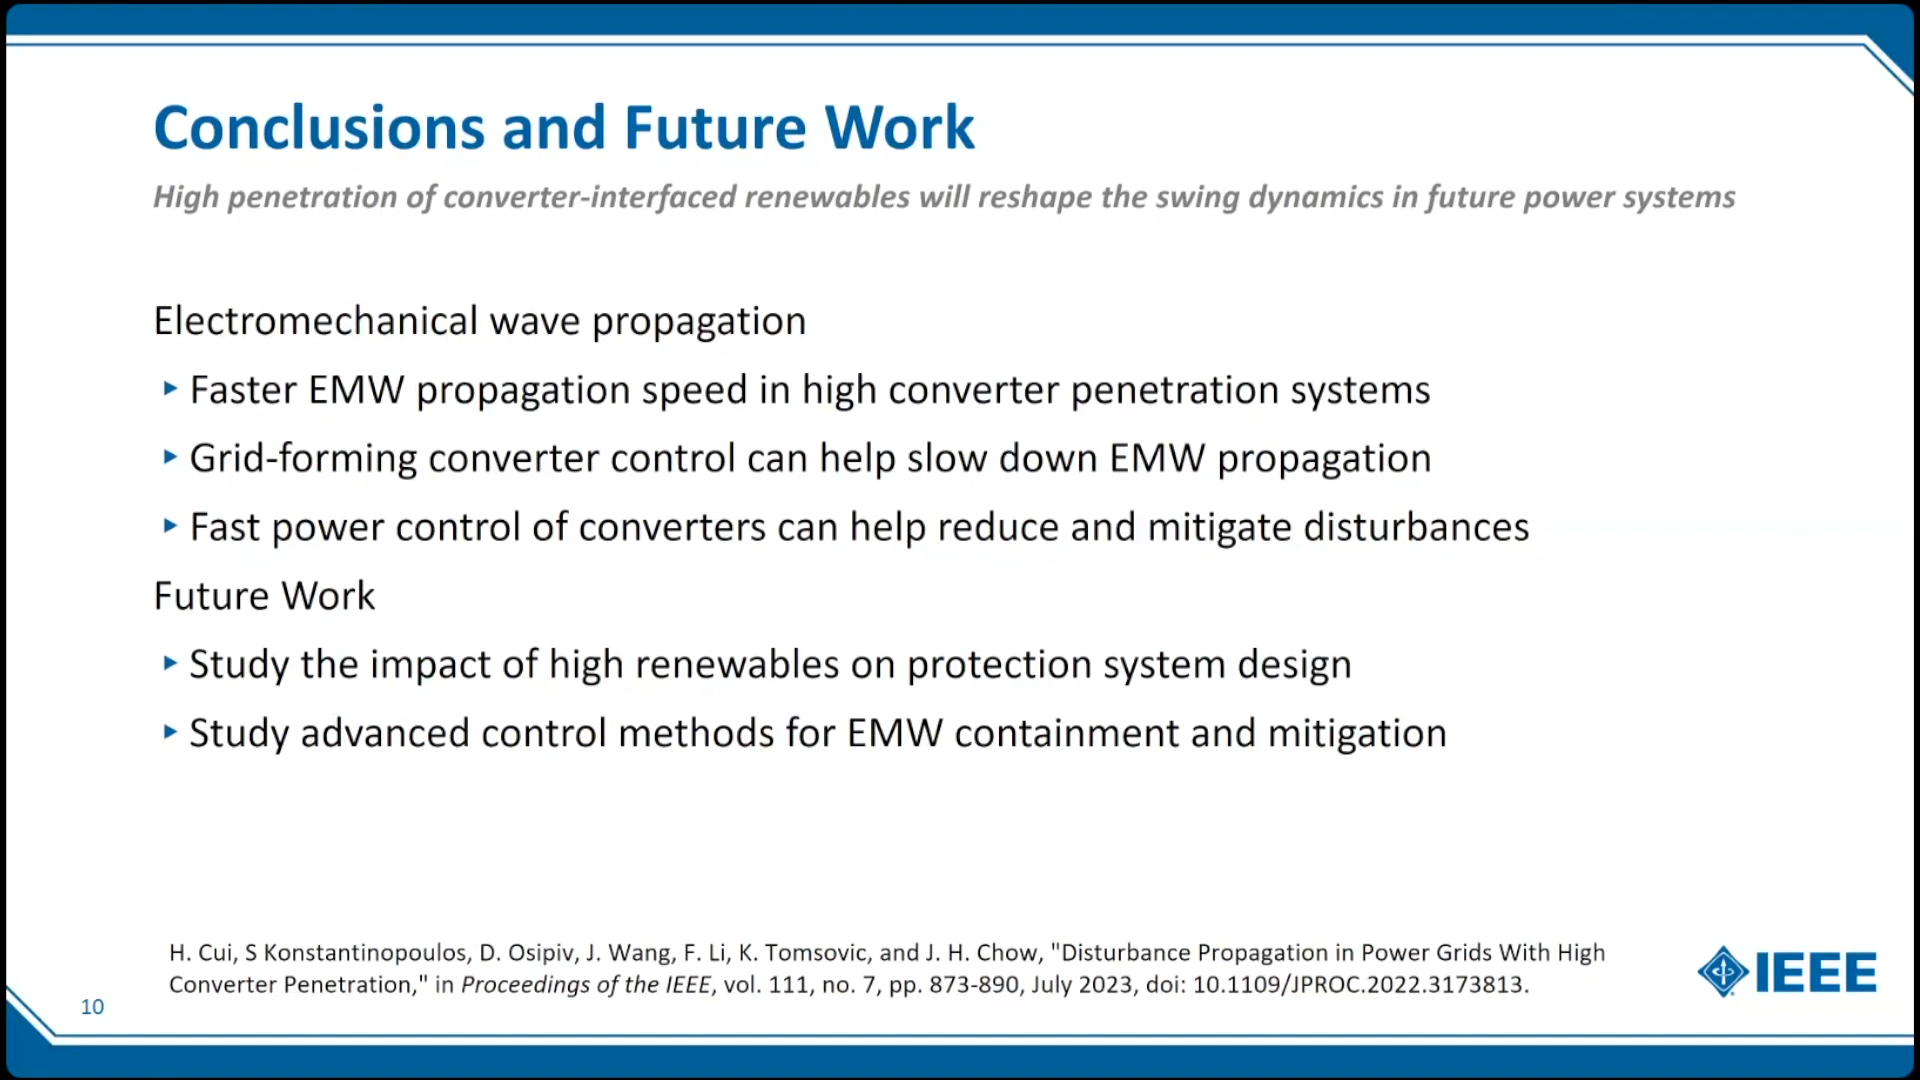 Conclusions and Future Work
High penetration of converter-interfaced renewables will reshape the swing dynamics in future power systems
Electromechanical wave propagation
Faster EMW propagation speed in high converter penetration systems
Grid-forming converter control can help slow down EMW propagation
Fast power control of converters can help reduce and mitigate disturbances
Future Work
Study the impact of high renewables on protection system design
Study advanced control methods for EMW containment and mitigation
H. Cui, S Konstantinopoulos, D. Osipiv, J. Wang, F. Li, K. Tomsovic, and J. H. Chow, "Disturbance Propagation in Power Grids With High
Converter Penetration," in Proceedings of the IEEE, vol. 111, no. 7, pp. 873-890, July 2023, doi: 10.1109/JPROC.2022.3173813.
IEEE
10